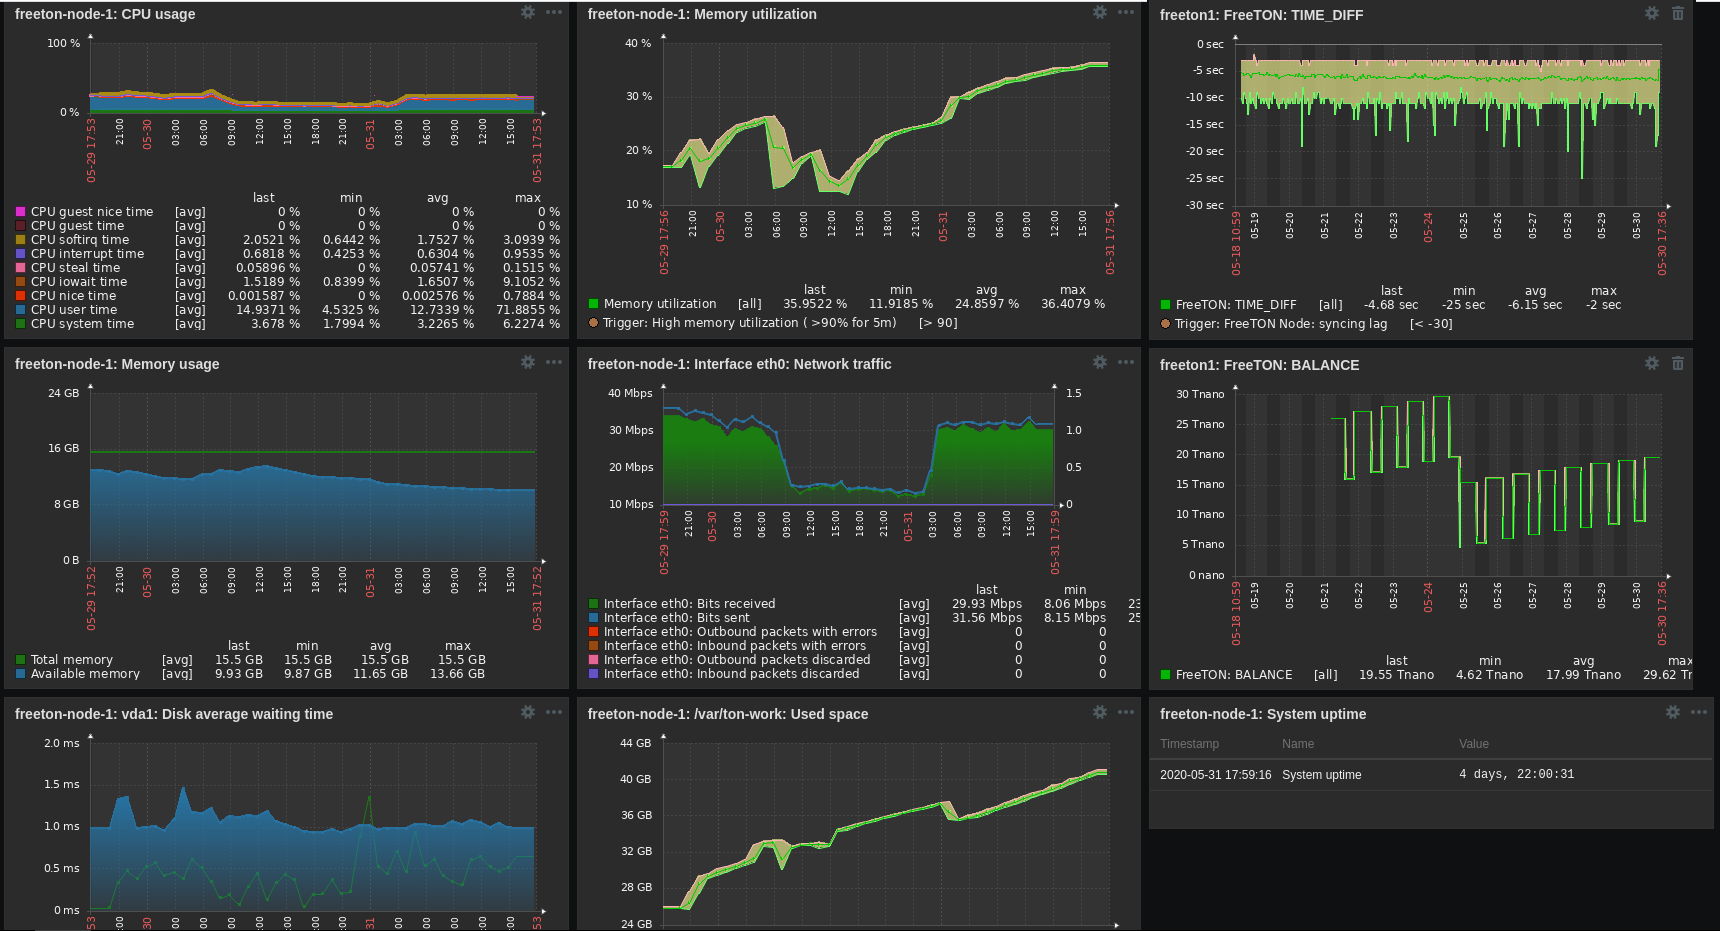 freeton-node-1: CPU usage
100 %
0 %
05-29 17:53
21:00
05-30
03:00
06:00
09:00
12:00
15:00
18:00
21:00
05-31
03:00
06:00
09:00
12:00
15:00
05-31 17:53
last min avg max
CPU guest nice time [avg] 0 % 0 % 0 % 0 %
CPU guest time [avg] 0 % 0 % 0 % 0 %
CPU softirq time [avg] 2.0521 % 0.6442 % 1.7527 % 3.0939 %
CPU interrupt time [avg] 0.6818 % 0.4253 % 0.6304 % 0.9535 %
CPU steal time [avg] 0.05896 % 0 % 0.05741 % 0.1515 %
CPU iowait time [avg] 1.5189 % 0.8399 % 1.6507 % 9.1052 %
CPU nice time [avg] 0.001587 % 0 % 0.002576 % 0.7884 %
CPU user time [avg] 14.9371 % 4.5325 % 12.7339 % 71.8855 %
CPU system time [avg] 3.678 % 1.7994 % 3.2265 % 6.2274 %
freeton-node-1: Memory utilization
40 %
30 %
20 %
10 %
05-29 17:56
21:00
05-30
03:00
06:00
09:00
12:00
15:00
18:00
21:00
05-31
03:00
06:00
09:00
12:00
15:00
05-31 17:56
last min avg max
Memory utilization [all] 35.9522 % 11.9185 % 24.8597 % 36.4079 %
Trigger: High memory utilization ( >90% for 5m) [> 90]
freeton1: FreeTON: TIME_DIFF
0 sec
-5 sec
-10 sec
-15 sec
-20 sec
-25 sec
-30 sec
05-18 10:59
05-19
05-20
05-21
05-22
05-23
05-24
05-25
05-26
05-27
05-28
05-29
05-30
05-30 17:36
last min avg max
FreeTON: TIME_DIFF [all] -4.68 sec -25 sec -6.15 sec -2 sec
Trigger: FreeTON Node: syncing lag [< -30]
freeton-node-1: Memory usage
24 GB
16 GB
8 GB
0 B
05-29 17:52
21:00
05-30
03:00
06:00
09:00
12:00
15:00
18:00
21:00
05-31
03:00
06:00
09:00
12:00
15:00
05-31 17:52
last min avg max
Total memory [avg] 15.5 GB 15.5 GB 15.5 GB 15.5 GB
Available memory [avg] 9.93 GB 9.87 GB 11.65 GB 13.66 GB
freeton-node-1: Interface eth0: Network traffic
40 Mbps 1.5
30 Mbps 1.0
20 Mbps 0.5
10 Mbps 0
05-29 17:59
21:00
05-30
03:00
06:00
09:00
12:00
15:00
18:00
21:00
05-31
03:00
06:00
09:00
12:00
15:00
05-31 17:59
last min
Interface eth0: Bits received [avg] 29.93 Mbps 8.06 Mbps 23
Interface eth0: Bits sent [avg] 31.56 Mbps 8.15 Mbps 25
Interface eth0: Outbound packets with errors [avg] 0 0
Interface eth0: Inbound packets with errors [avg] 0 0
Interface eth0: Outbound packets discarded [avg] 0 0
Interface eth0: Inbound packets discarded [avg] 0 0
freeton1: FreeTON: BALANCE
30 Tnano
25 Tnano
20 Tnano
15 Tnano
10 Tnano
5 Tnano
0 nano
05-18 10:59
05-19
05-20
05-21
05-22
05-23
05-24
05-25
05-26
05-27
05-28
05-29
05-30
05-30 17:36
last min avg max
FreeTON: BALANCE [all] 19.55 Tnano 4.62 Tnano 17.99 Tnano 29.62 Tr
freeton-node-1: vda1: Disk average waiting time
2.0 ms
1.5 ms
1.0 ms
0.5 ms
0 ms
53
:00
30
:00
:00
:00
:00
:00
:00
:00
31
:00
:00
:00
:00
:00
53
freeton-node-1: /var/ton-work: Used space
44 GB
40 GB
36 GB
32 GB
28 GB
24 GB
freeton-node-1: System uptime
Timestamp Name Value
2020-05-31 17:59:16 System uptime 4 days, 22:00:31